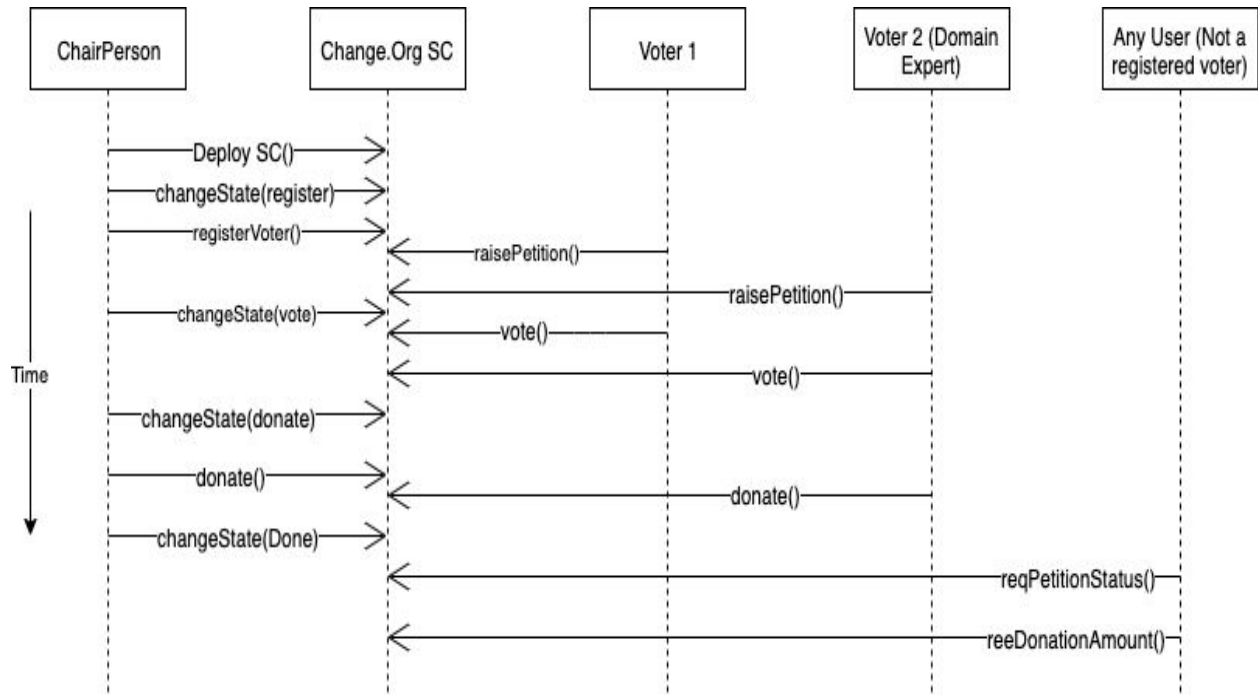 ChairPerson
Change.Org SC
Voter 1
Voter 2 (Domain
Expert)
Any User (Not a
registered voter)
Deploy SC()
changeState(register)
registerVoter()
raisePetition()
raisePetition()
changeState(vote)
vote()
Time
vote()
changeState(donate)
donate()
donate()
changeState(Done)
reqPetitionStatus()
reeDonationAmount()